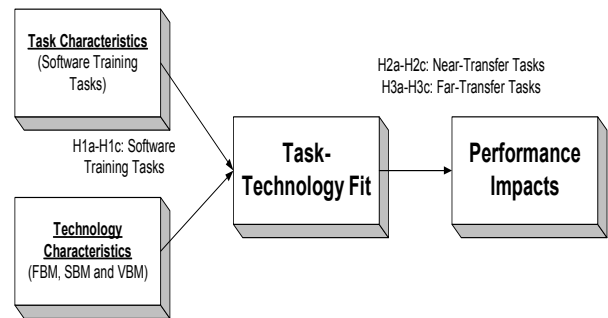 Task Characteristics
(Software Training
Tasks)
H2a-H2c: Near-Transfer Tasks
H3a-H3c: Far-Transfer Tasks
H1a-H1c: Software
Training Tasks
Task-
Technology Fit
Performance
Impacts
Technology
Characteristics
(FBM, SBM and VBM)